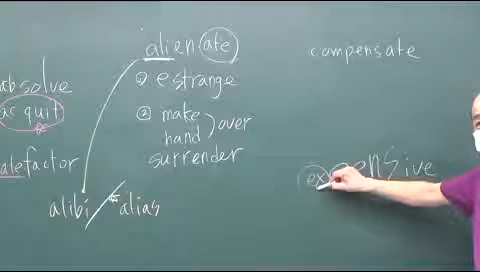 absolve
acquit
alefactor
alienate
① estrange
② make
hand
over
surrender
alibi / alias
compensate
expensive